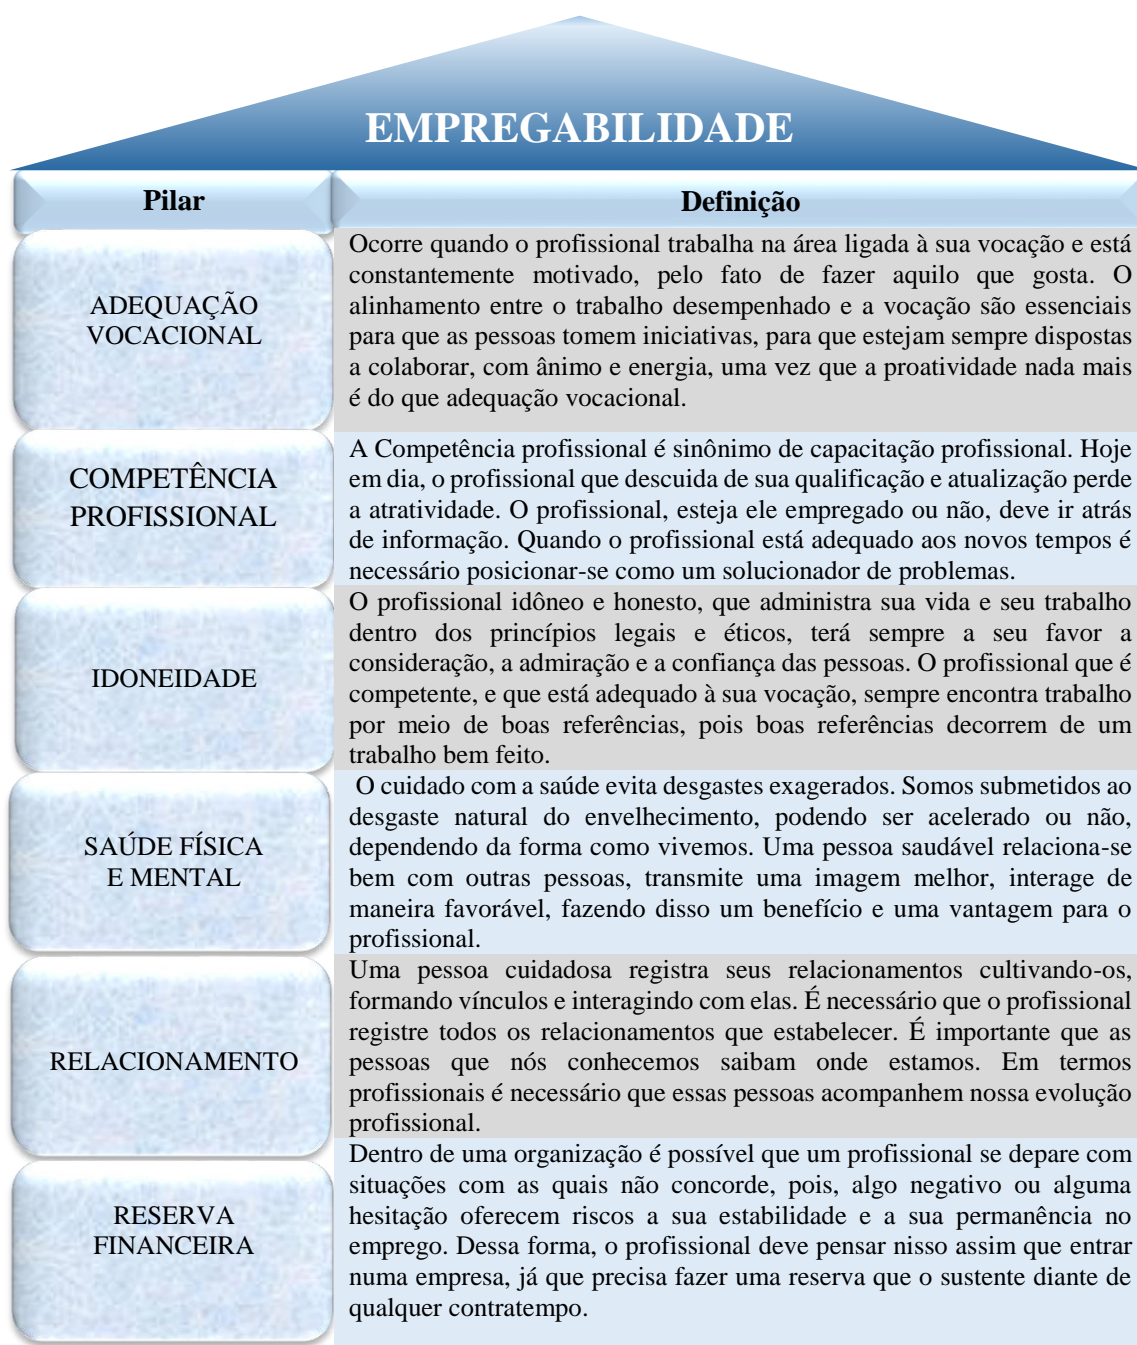 EMPREGABILIDADE
Pilar
Definição
ADEQUAÇÃO
VOCACIONAL
Ocorre quando o profissional trabalha na área ligada à sua vocação e está
constantemente motivado, pelo fato de fazer aquilo que gosta. O
alinhamento entre o trabalho desempenhado e a vocação são essenciais
para que as pessoas tomem iniciativas, para que estejam sempre dispostas
a colaborar, com ânimo e energia, uma vez que a proatividade nada mais
é do que adequação vocacional.
COMPETÊNCIA
PROFISSIONAL
A Competência profissional é sinônimo de capacitação profissional. Hoje
em dia, o profissional que descuida de sua qualificação e atualização perde
a atratividade. O profissional, esteja ele empregado ou não, deve ir atrás
de informação. Quando o profissional está adequado aos novos tempos é
necessário posicionar-se como um solucionador de problemas.
IDONEIDADE
O profissional idôneo e honesto, que administra sua vida e seu trabalho
dentro dos princípios legais e éticos, terá sempre a seu favor a
consideração, a admiração e a confiança das pessoas. O profissional que é
competente, e que está adequado à sua vocação, sempre encontra trabalho
por meio de boas referências, pois boas referências decorrem de um
trabalho bem feito.
SAÚDE FÍSICA
E MENTAL
O cuidado com a saúde evita desgastes exagerados. Somos submetidos ao
desgaste natural do envelhecimento, podendo ser acelerado ou não,
dependendo da forma como vivemos. Uma pessoa saudável relaciona-se
bem com outras pessoas, transmite uma imagem melhor, interage de
maneira favorável, fazendo disso um benefício e uma vantagem para o
profissional.
RELACIONAMENTO
Uma pessoa cuidadosa registra seus relacionamentos cultivando-os,
formando vínculos e interagindo com elas. É necessário que o profissional
registre todos os relacionamentos que estabelecer. É importante que as
pessoas que nós conhecemos saibam onde estamos. Em termos
profissionais é necessário que essas pessoas acompanhem nossa evolução
profissional.
RESERVA
FINANCEIRA
Dentro de uma organização é possível que um profissional se depare com
situações com as quais não concorde, pois, algo negativo ou alguma
hesitação oferecem riscos a sua estabilidade e a sua permanência no
emprego. Dessa forma, o profissional deve pensar nisso assim que entrar
numa empresa, já que precisa fazer uma reserva que o sustente diante de
qualquer contratempo.